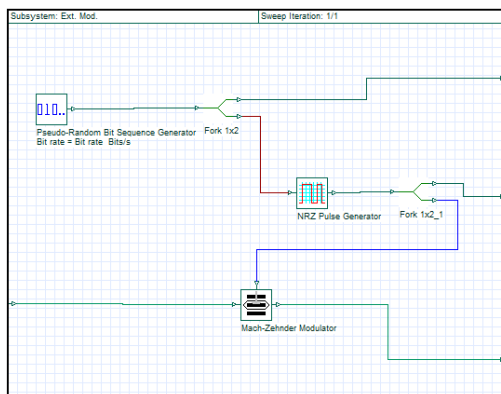 Subsystem: Ext. Mod.
Sweep Iteration: 1/1
Pseudo-Random Bit Sequence Generator
Bit rate = Bit rate Bits/s
Fork 1x2
NRZ Pulse Generator
Fork 1x2_1
Mach-Zehnder Modulator